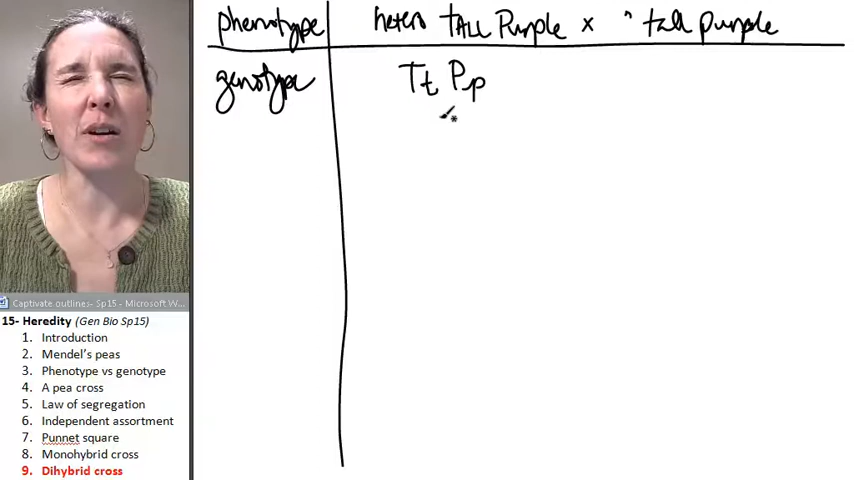 phenotype hetero TALL Purple x " tall purple
genotype Tt Pp
Captivate outlines- Sp15 - Microsoft W...
15- Heredity (Gen Bio Sp15)
1. Introduction
2. Mendel's peas
3. Phenotype vs genotype
4. A pea cross
5. Law of segregation
6. Independent assortment
7. Punnet square
8. Monohybrid cross
9. Dihybrid cross